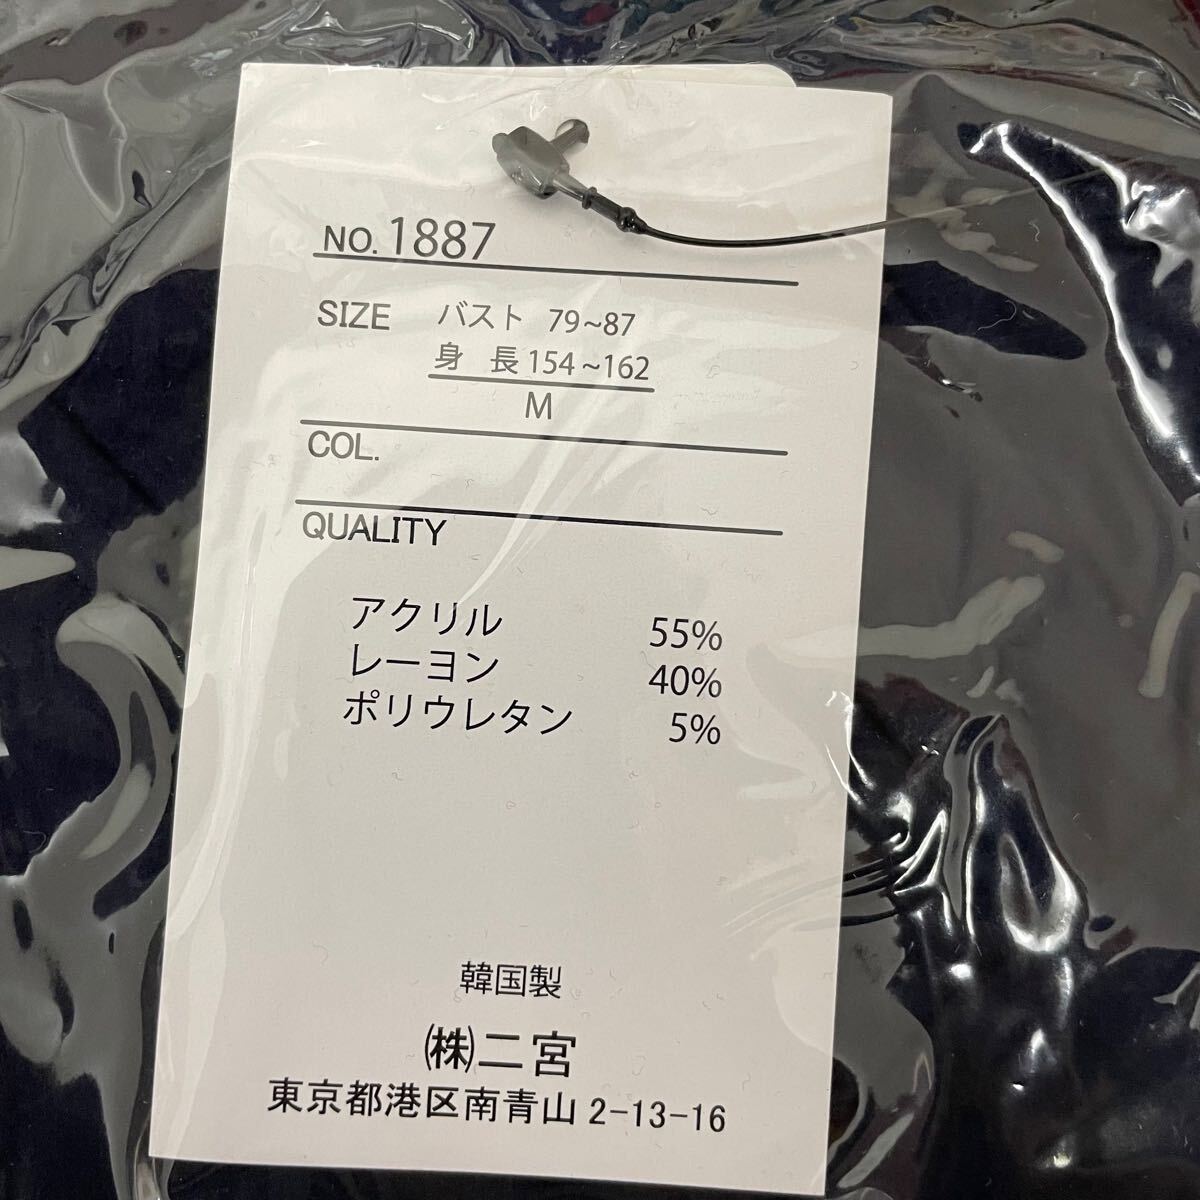 NO. 1887
SIZE バスト 79~87
身 長 154~162
M
COL.
QUALITY
アクリル 55%
レーヨン 40%
ポリウレタン 5%
韓国製
㈱二宮
東京都港区南青山 2-13-16